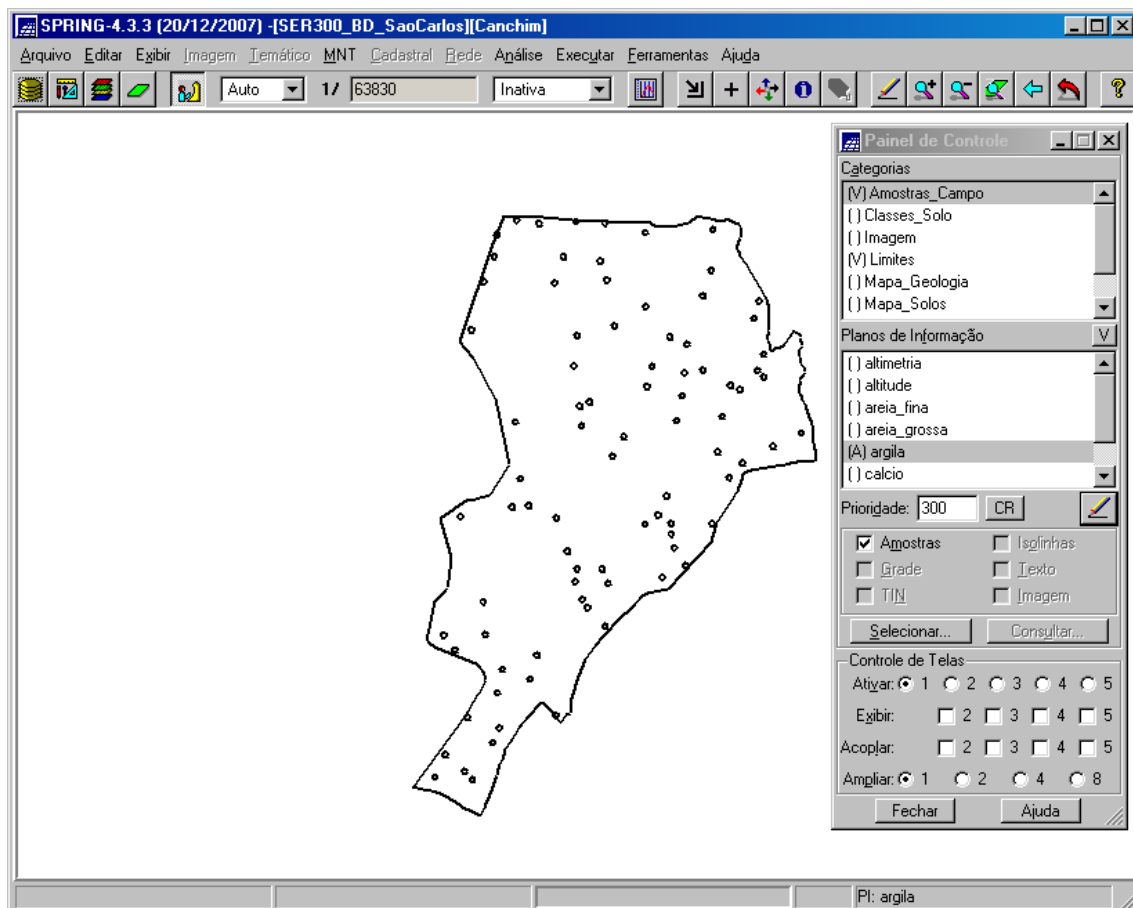 SPRING-4.3.3 (20/12/2007) -[SER300_BD_SaoCarlos][Canchim]
Arquivo Editar Exibir Imagem Temático MNT Cadastral Rede Análise Executar Ferramentas Ajuda
Auto 1/ 63830 Inativa
Painel de Controle
Categorias
(V) Amostras_Campo
( ) Classes_Solo
( ) Imagem
(V) Limites
( ) Mapa_Geologia
( ) Mapa_Solos
Planos de Informação V
( ) altimetria
( ) altitude
( ) areia_fina
( ) areia_grossa
(A) argila
( ) calcio
Prioridade: 300 CR
Amostras Isolinhas
Grade Texto
TIN Imagem
Selecionar... Consultar...
Controle de Telas
Ativar: 1 2 3 4 5
Exibir: 2 3 4 5
Acoplar: 2 3 4 5
Ampliar: 1 2 4 8
Fechar Ajuda
PI: argila